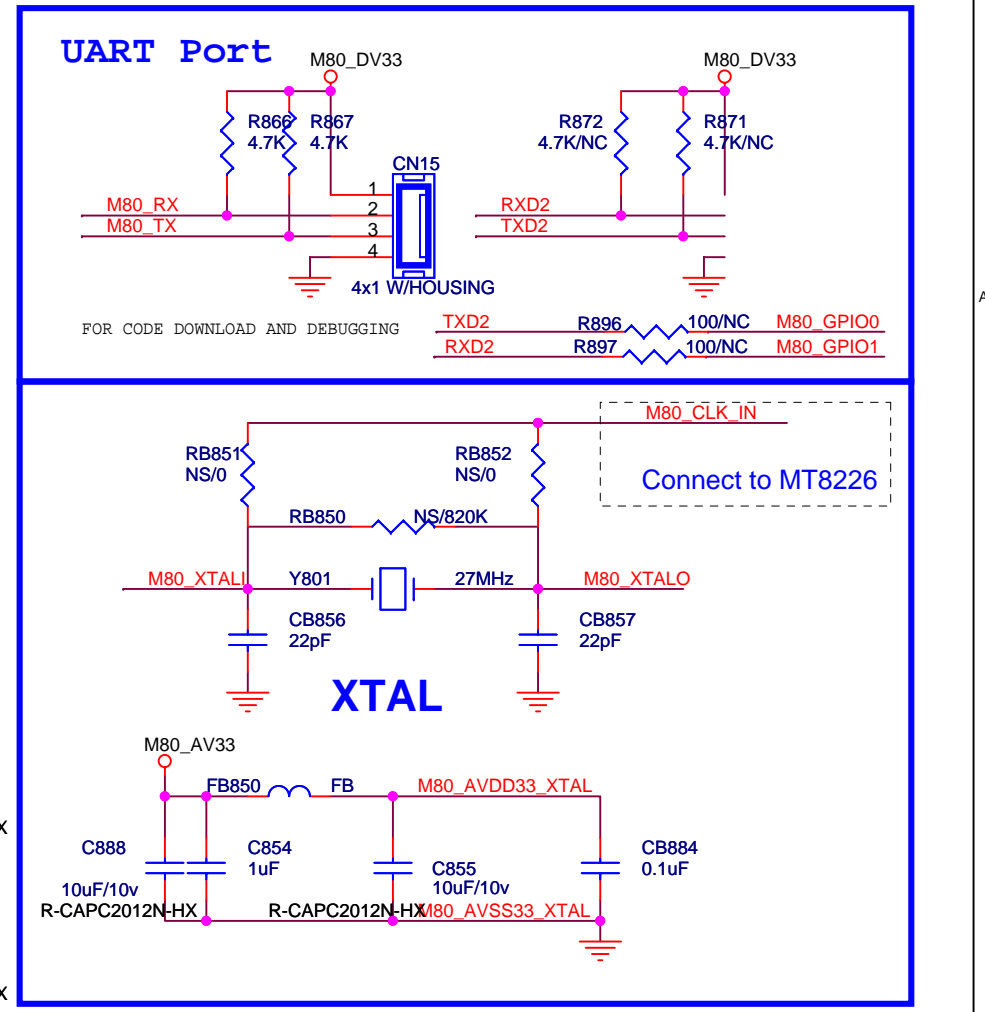 UART Port
M80_DV33
M80_DV33
R866
4.7K
R867
4.7K
R872
4.7K/NC
R871
4.7K/NC
CN15
1
2
3
4
M80_RX
M80_TX
RXD2
TXD2
4x1 W/HOUSING
A
FOR CODE DOWNLOAD AND DEBUGGING
TXD2 R896 100/NC M80_GPIO0
RXD2 R897 100/NC M80_GPIO1
M80_CLK_IN
RB851
NS/0
RB852
NS/0
Connect to MT8226
RB850 NS/820K
M80_XTALI Y801 27MHz M80_XTALO
CB856
22pF
CB857
22pF
XTAL
M80_AV33
FB850 FB M80_AVDD33_XTAL
X
C888
10uF/10v
R-CAPC2012N-HX
C854
1uF
C855
10uF/10v
R-CAPC2012N-HX
M80_AVSS33_XTAL
CB884
0.1uF
X